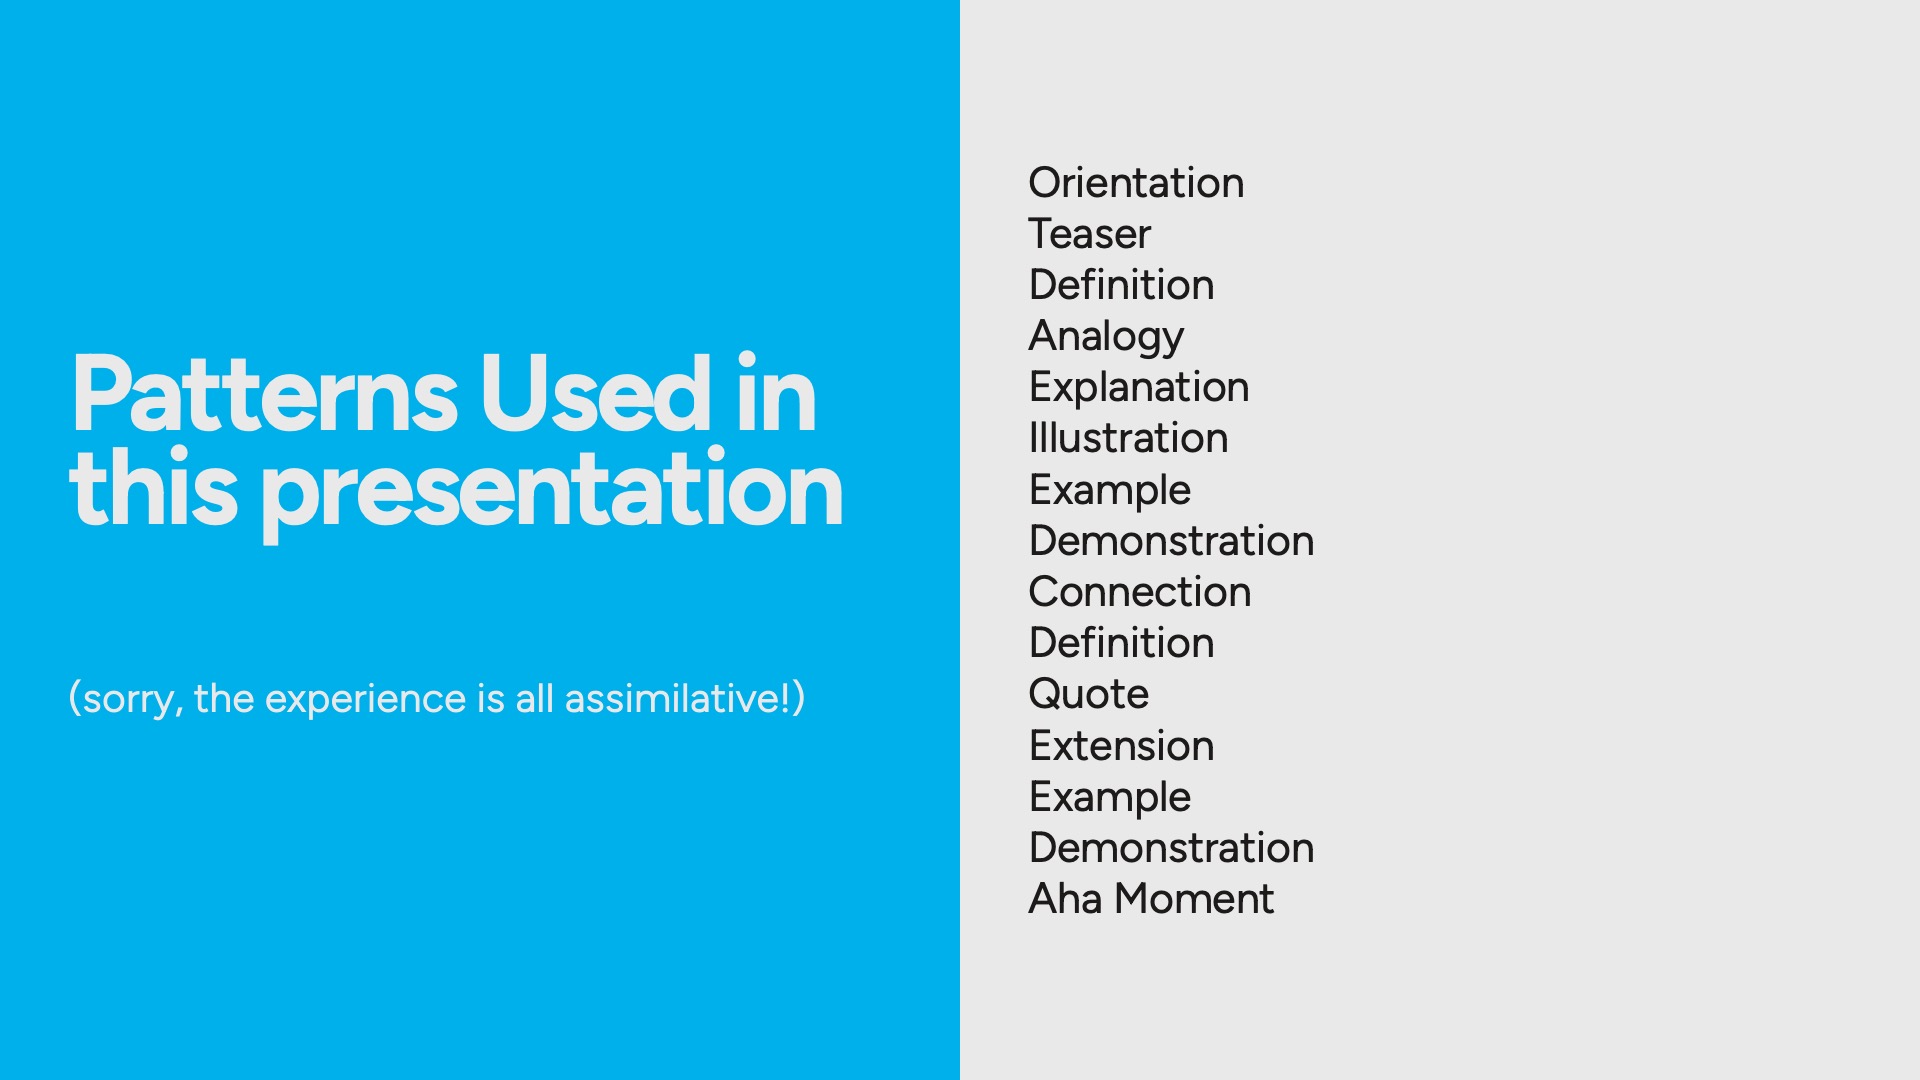 Patterns Used in
this presentation
(sorry, the experience is all assimilative!)
Orientation
Teaser
Definition
Analogy
Explanation
Illustration
Example
Demonstration
Connection
Definition
Quote
Extension
Example
Demonstration
Aha Moment